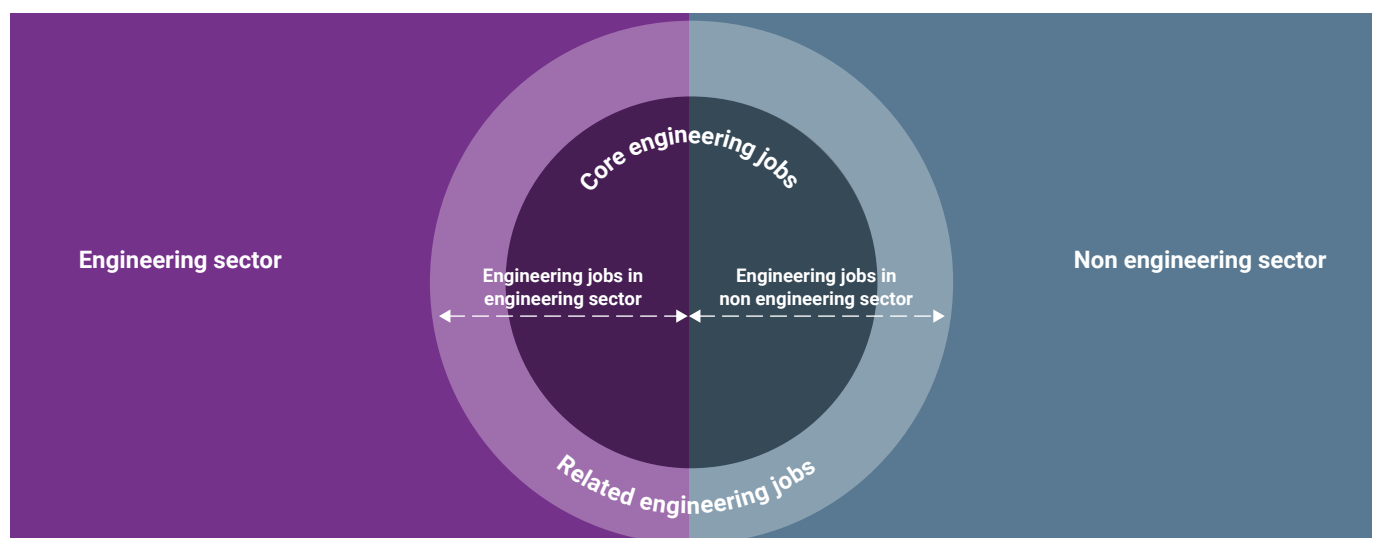 Core engineering jobs
Engineering sector
Non engineering sector
Engineering jobs in
engineering sector
Engineering jobs in
non engineering sector
Related engineering jobs